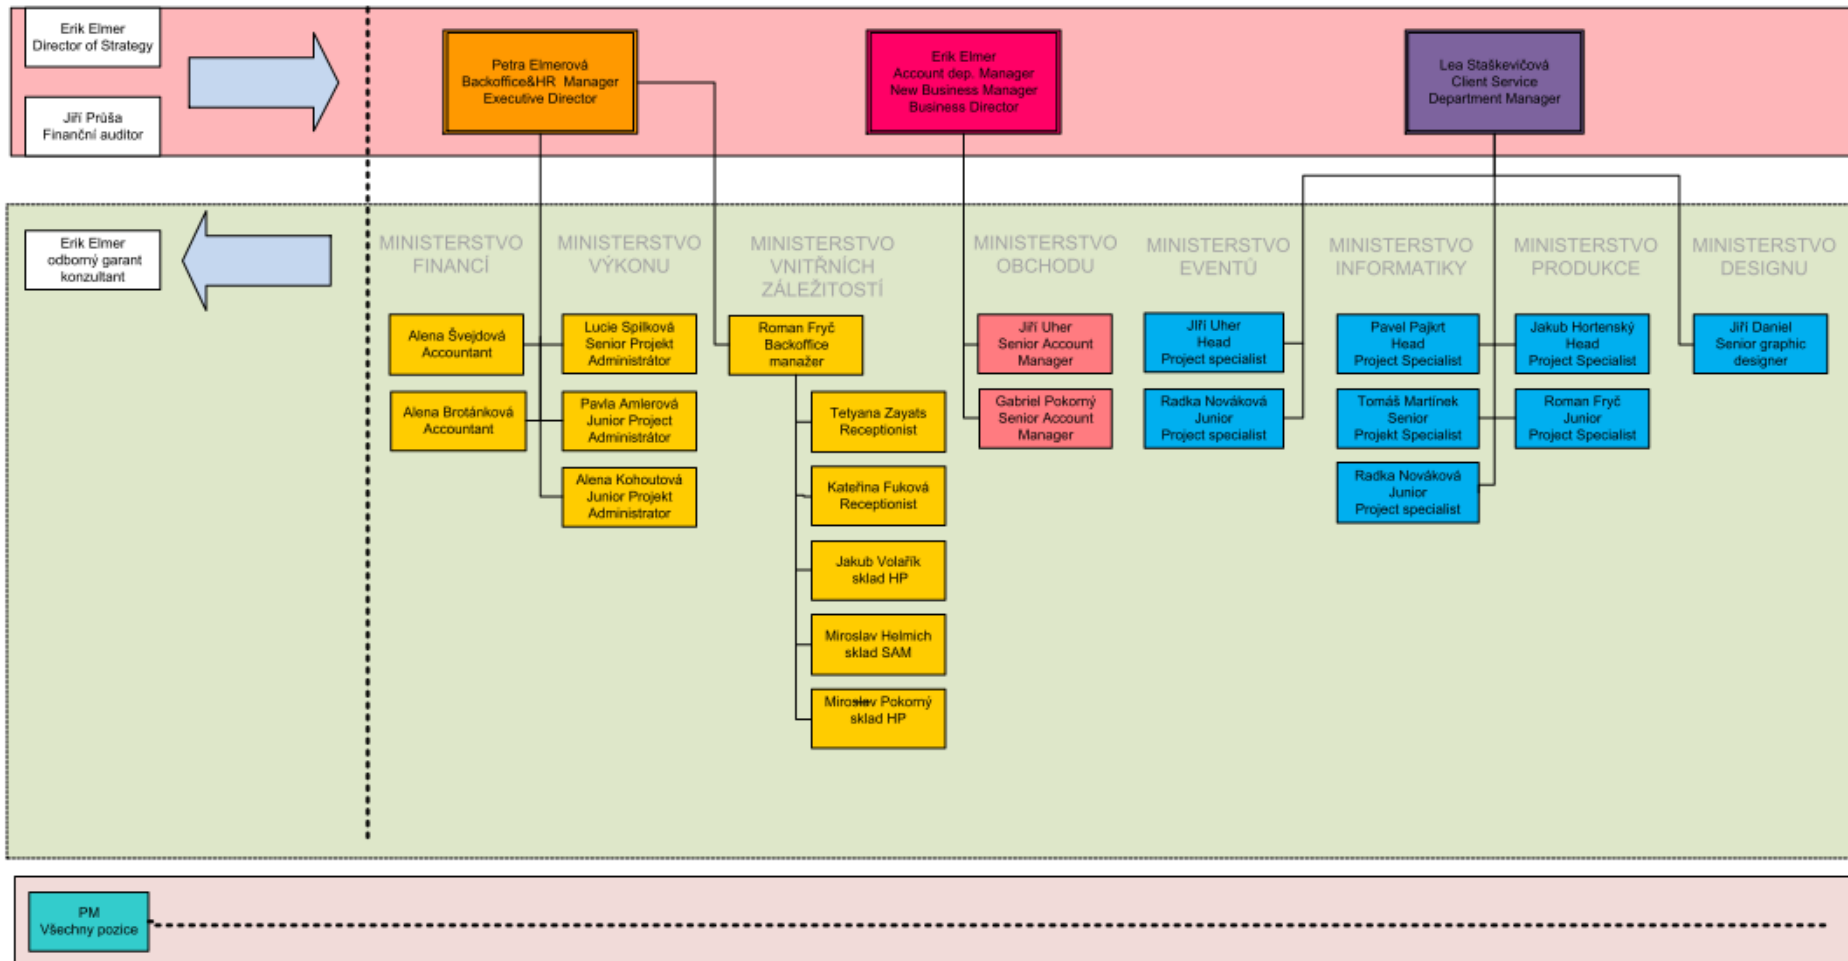 Erik Elmer
Director of Strategy
Jiří Průša
Finanční auditor
Petra Elmerová
Backoffice&HR Manager
Executive Director
Erik Elmer
Account dep. Manager
New Business Manager
Business Director
Lea Staškevičová
Client Service
Department Manager
Erik Elmer
odborný garant
konzultant
MINISTERSTVO
FINANCÍ
MINISTERSTVO
VÝKONU
MINISTERSTVO
VNITŘNÍCH
ZÁLEŽITOSTÍ
MINISTERSTVO
OBCHODU
MINISTERSTVO
EVENTŮ
MINISTERSTVO
INFORMATIKY
MINISTERSTVO
PRODUKCE
MINISTERSTVO
DESIGNU
Alena Švejdová
Accountant
Alena Brotánková
Accountant
Lucie Spilková
Senior Projekt
Administrátor
Pavla Amlerová
Junior Project
Administrátor
Alena Kohoutová
Junior Projekt
Administrator
Roman Fryč
Backoffice
manažer
Tetyana Zayats
Receptionist
Kateřina Fuková
Receptionist
Jakub Volařík
sklad HP
Miroslav Helmich
sklad SAM
Miroslav Pokorný
sklad HP
Jiří Uher
Senior Account
Manager
Gabriel Pokorný
Senior Account
Manager
Jiří Uher
Head
Project specialist
Radka Nováková
Junior
Project specialist
Pavel Pajkrt
Head
Project Specialist
Tomáš Martínek
Senior
Projekt Specialist
Radka Nováková
Junior
Project specialist
Jakub Hortenský
Head
Project Specialist
Roman Fryč
Junior
Project Specialist
Jiří Daniel
Senior graphic
designer
PM
Všechny pozice